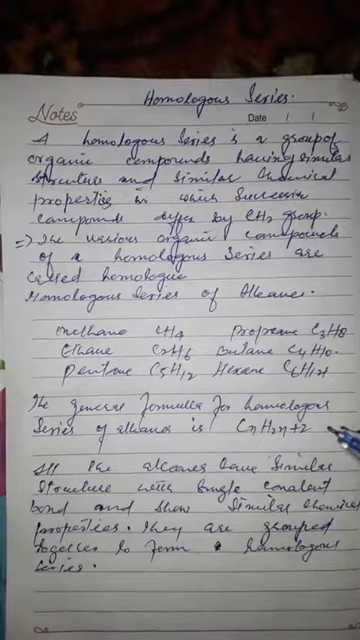 Homologous Series.
Notes
Date / /
A homologous Series is a group of
organic compounds having similar
structure and similar Chemical
properties in which Successive
compounds differ by CH2 group.
=) The various organic compounds
of a homologous Series are
called homologue
Homologous Series of Alkanes.
Methane CH4 Propane C3H8
Ethane C2H6 Butane C4H10.
Pentane C5H12 Hexane
The general formula for homologous
Series of alkanes is CnH2n+2
All the alkanes have similar
Structure with Single covalent
bond and show Similar Chemical
properties. They are grouped
together to form a homologous
Series.